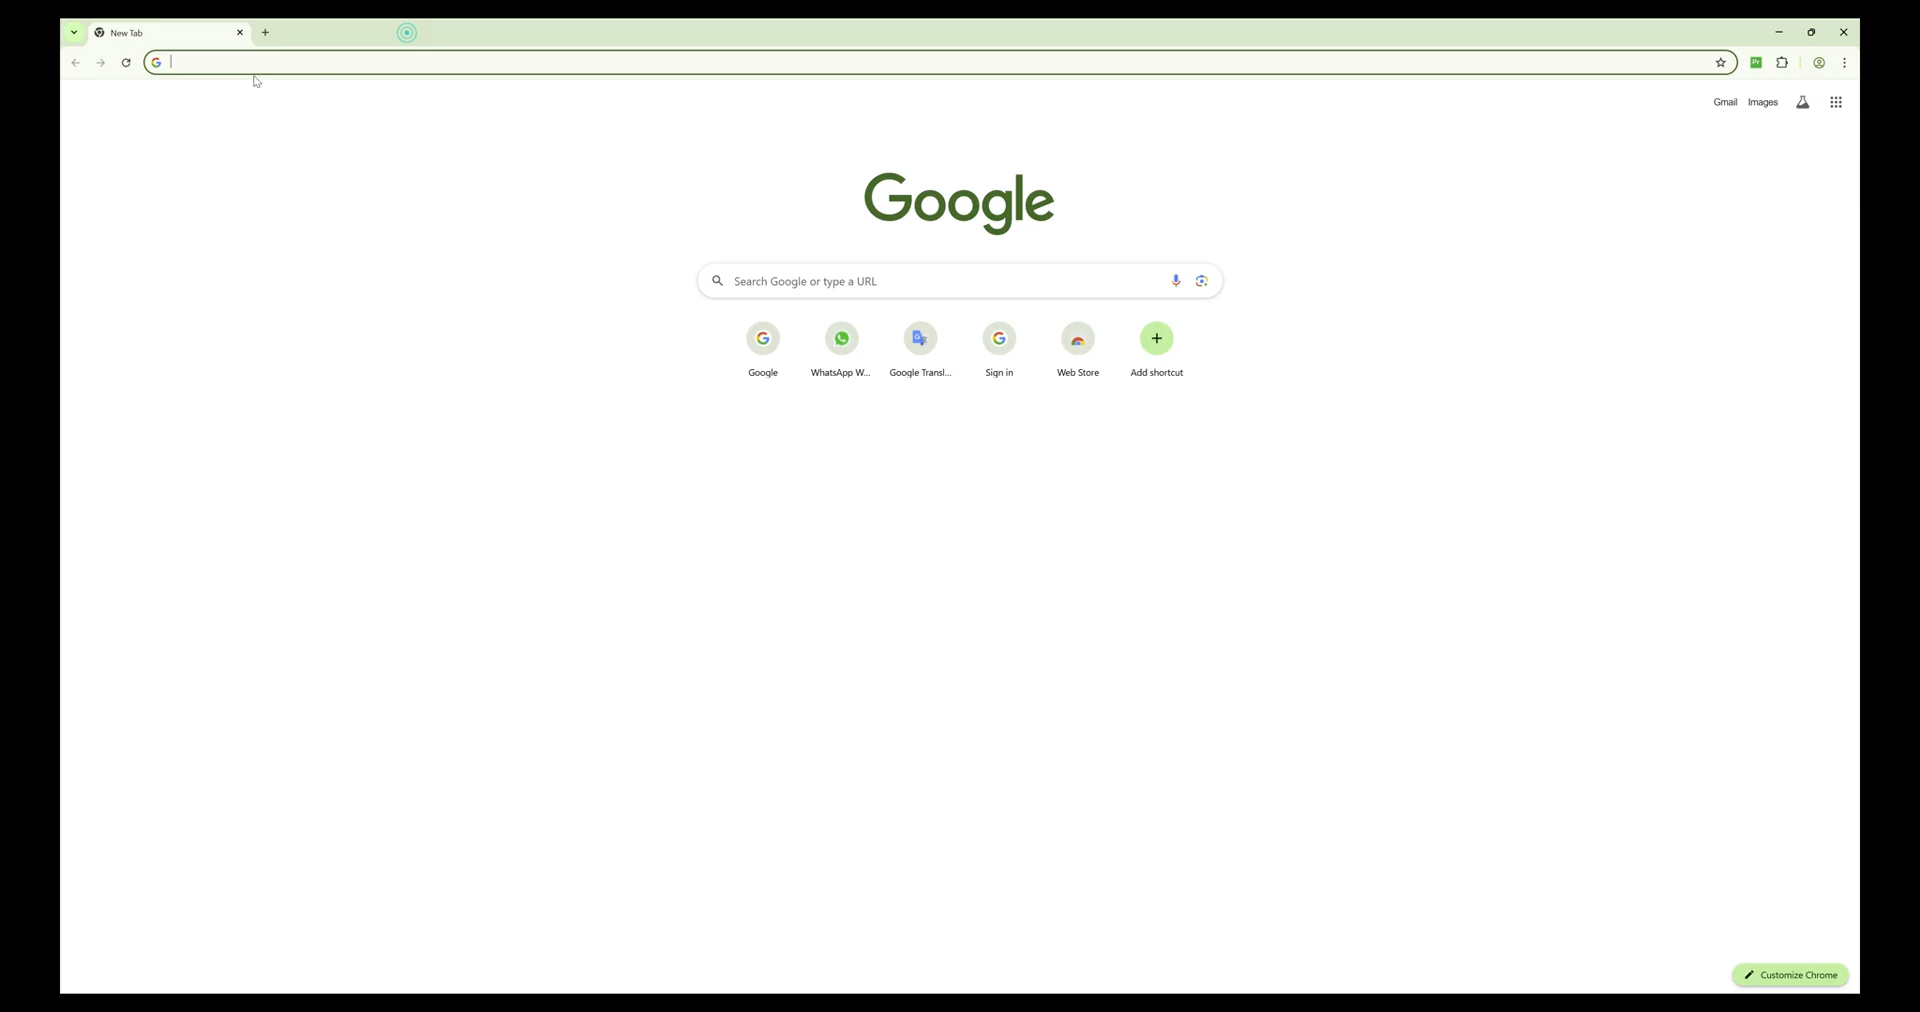 New Tab
Pr
Gmail Images
Google
Search Google or type a URL
Google WhatsApp W... Google Transl... Sign in Web Store Add shortcut
Customize Chrome